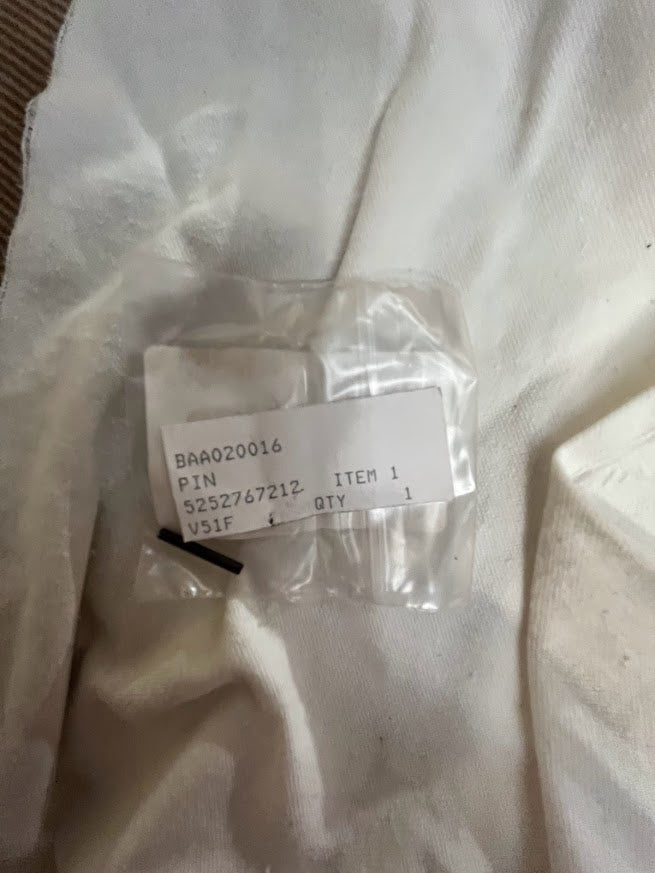 BAA020016
PIN
5252767212 ITEM 1
V51F QTY 1